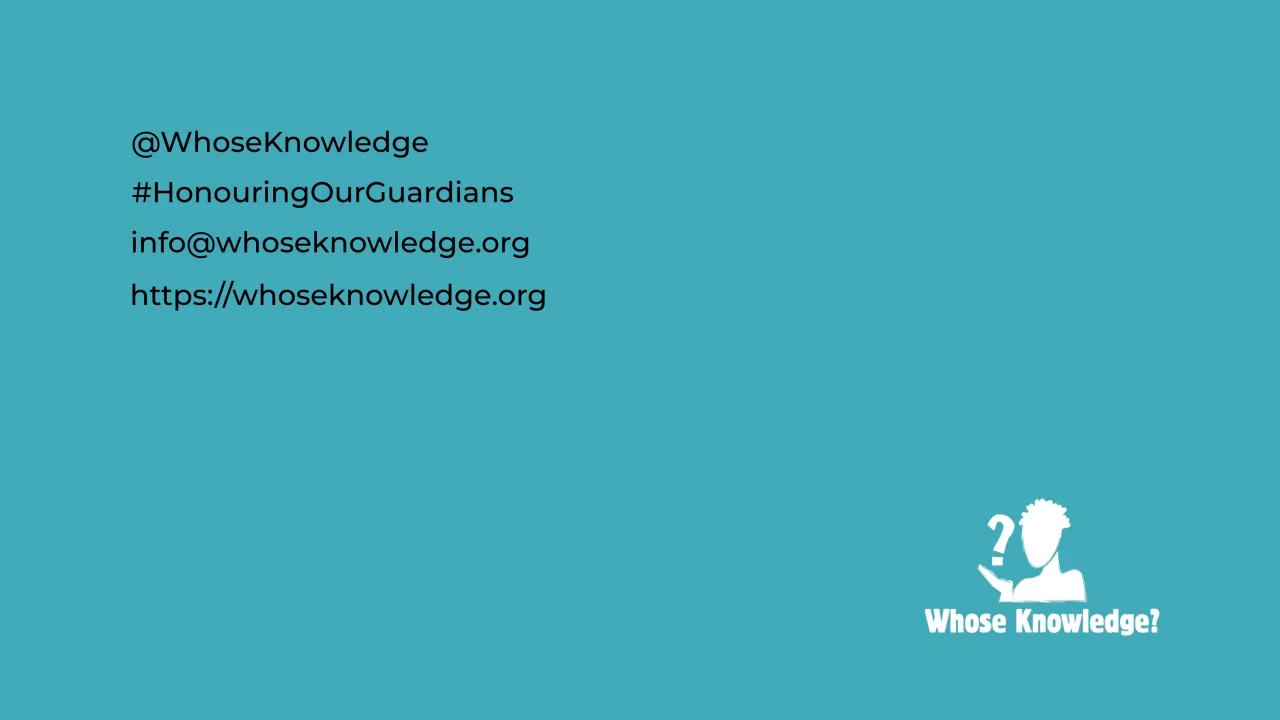 @WhoseKnowledge
#HonouringOurGuardians
info@whoseknowledge.org
https://whoseknowledge.org
?
Whose Knowledge?